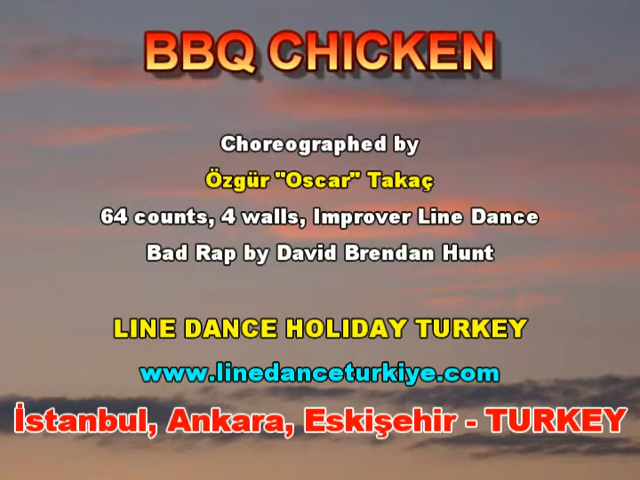 BBQ CHICKEN
Choreographed by
Özgür "Oscar" Takaç
64 counts, 4 walls, Improver Line Dance
Bad Rap by David Brendan Hunt
LINE DANCE HOLIDAY TURKEY
www.linedanceturkiye.com
İstanbul, Ankara, Eskişehir - TURKEY